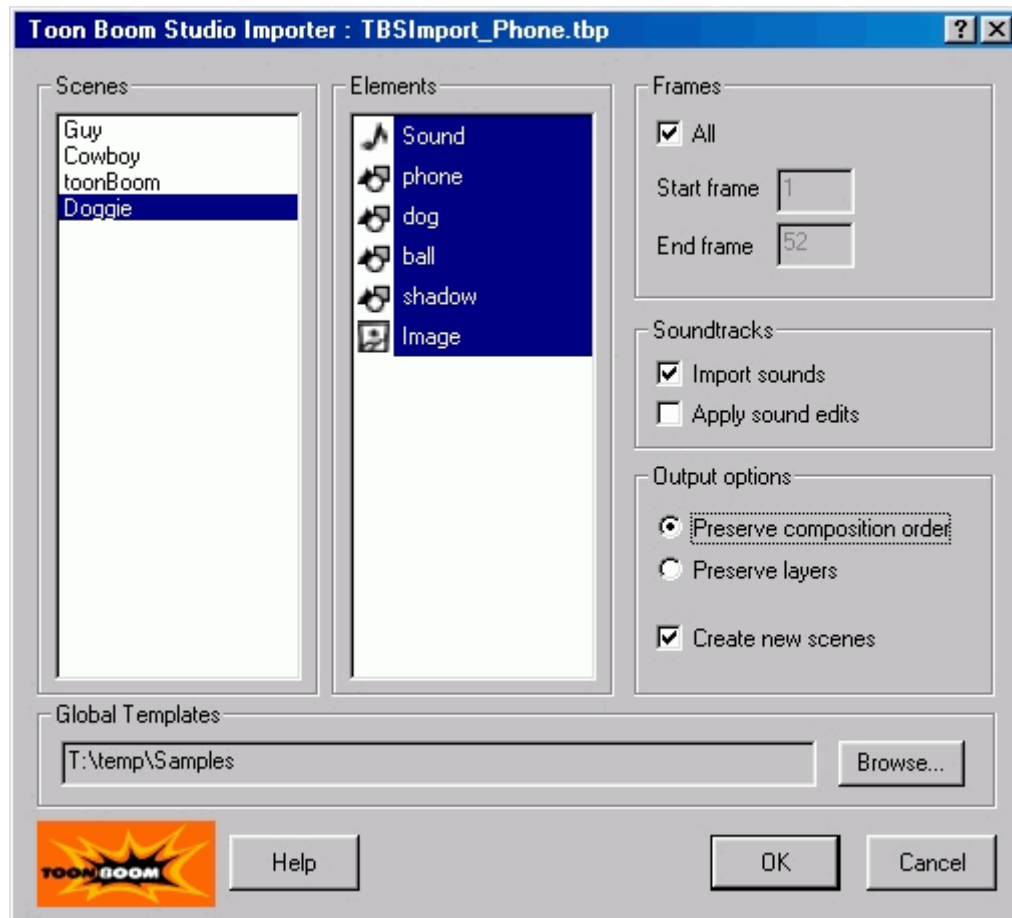 Toon Boom Studio Importer : TBSImport_Phone.tbp
Scenes
Guy
Cowboy
toonBoom
Doggie
Elements
Sound
phone
dog
ball
shadow
Image
Frames
All
Start frame 1
End frame 52
Soundtracks
Import sounds
Apply sound edits
Output options
Preserve composition order
Preserve layers
Create new scenes
Global Templates
T:\temp\Samples
Browse...
TOON BOOM
Help
OK
Cancel